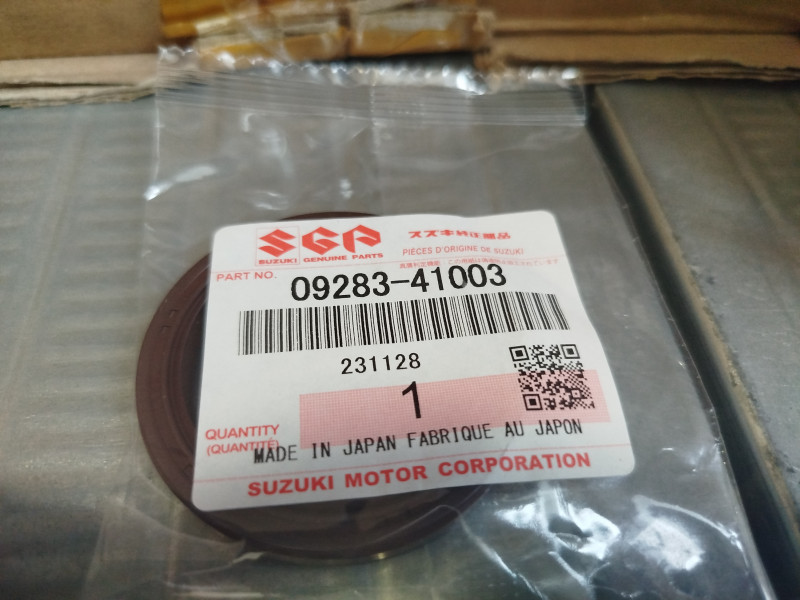 SGP
SUZUKI GENUINE PARTS
スズキ純正部品
PIÈCES D'ORIGINE DE SUZUKI
PART NO.
09283-41003
231128
1
QUANTITY
(QUANTITÉ)
MADE IN JAPAN FABRIQUE AU JAPON
SUZUKI MOTOR CORPORATION